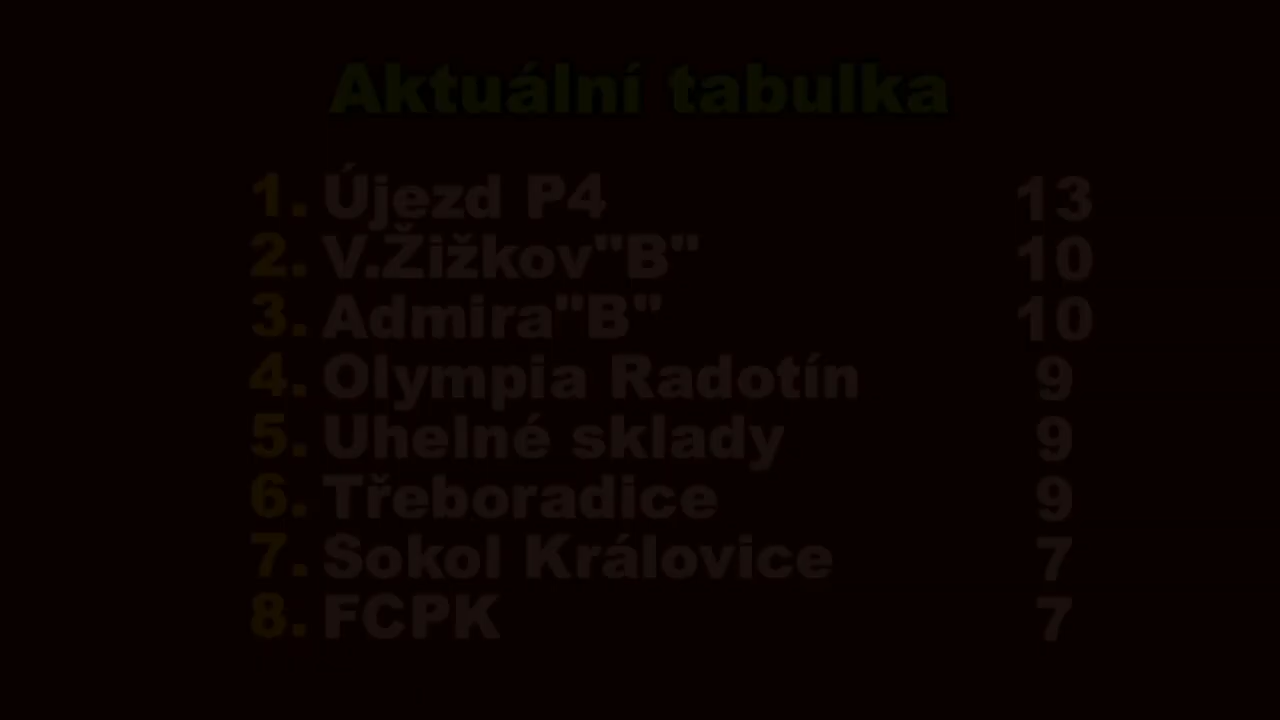 Aktuální tabulka
1. Újezd P4 13
2. V.Žižkov"B" 10
3. Admira"B" 10
4. Olympia Radotín 9
5. Uhelné sklady 9
6. Třeboradice 9
7. Sokol Královice 7
8. FCPK 7